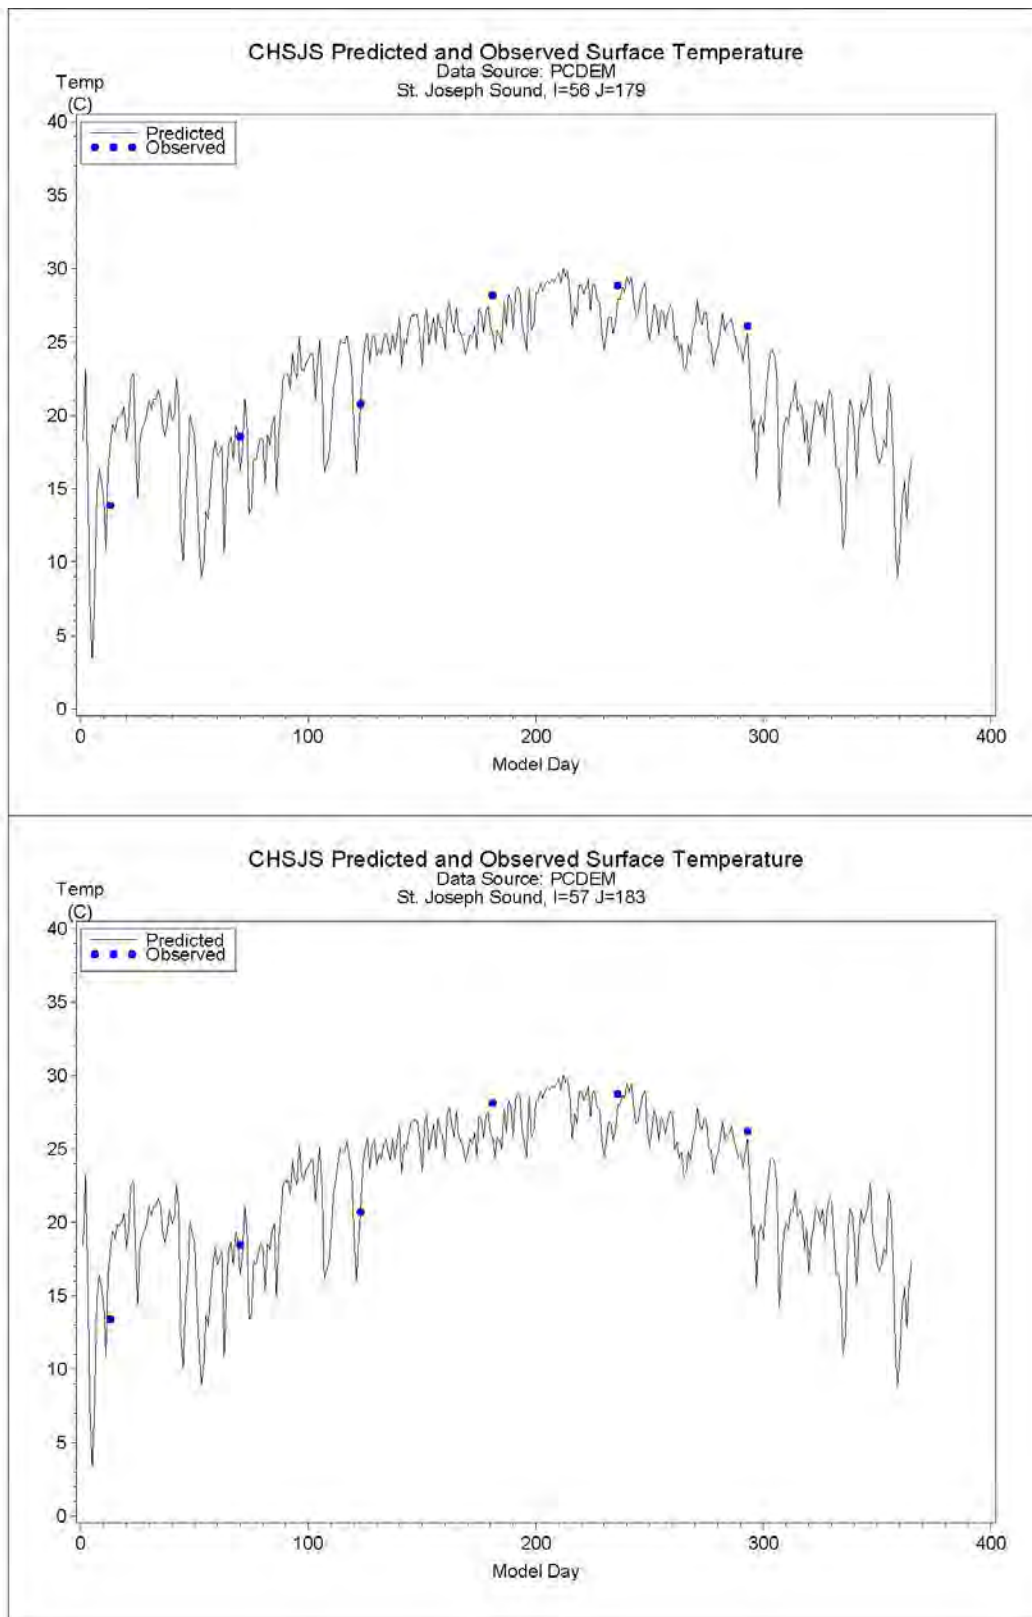 CHSJS Predicted and Observed Surface Temperature
Data Source: PCDEM
St. Joseph Sound, I=56 J=179
Temp
(C)
Predicted
Observed
40
35
30
25
20
15
10
5
0
0 100 200 300 400
Model Day
CHSJS Predicted and Observed Surface Temperature
Data Source: PCDEM
St. Joseph Sound, I=57 J=183
Temp
(C)
Predicted
Observed
40
35
30
25
20
15
10
5
0
0 100 200 300 400
Model Day